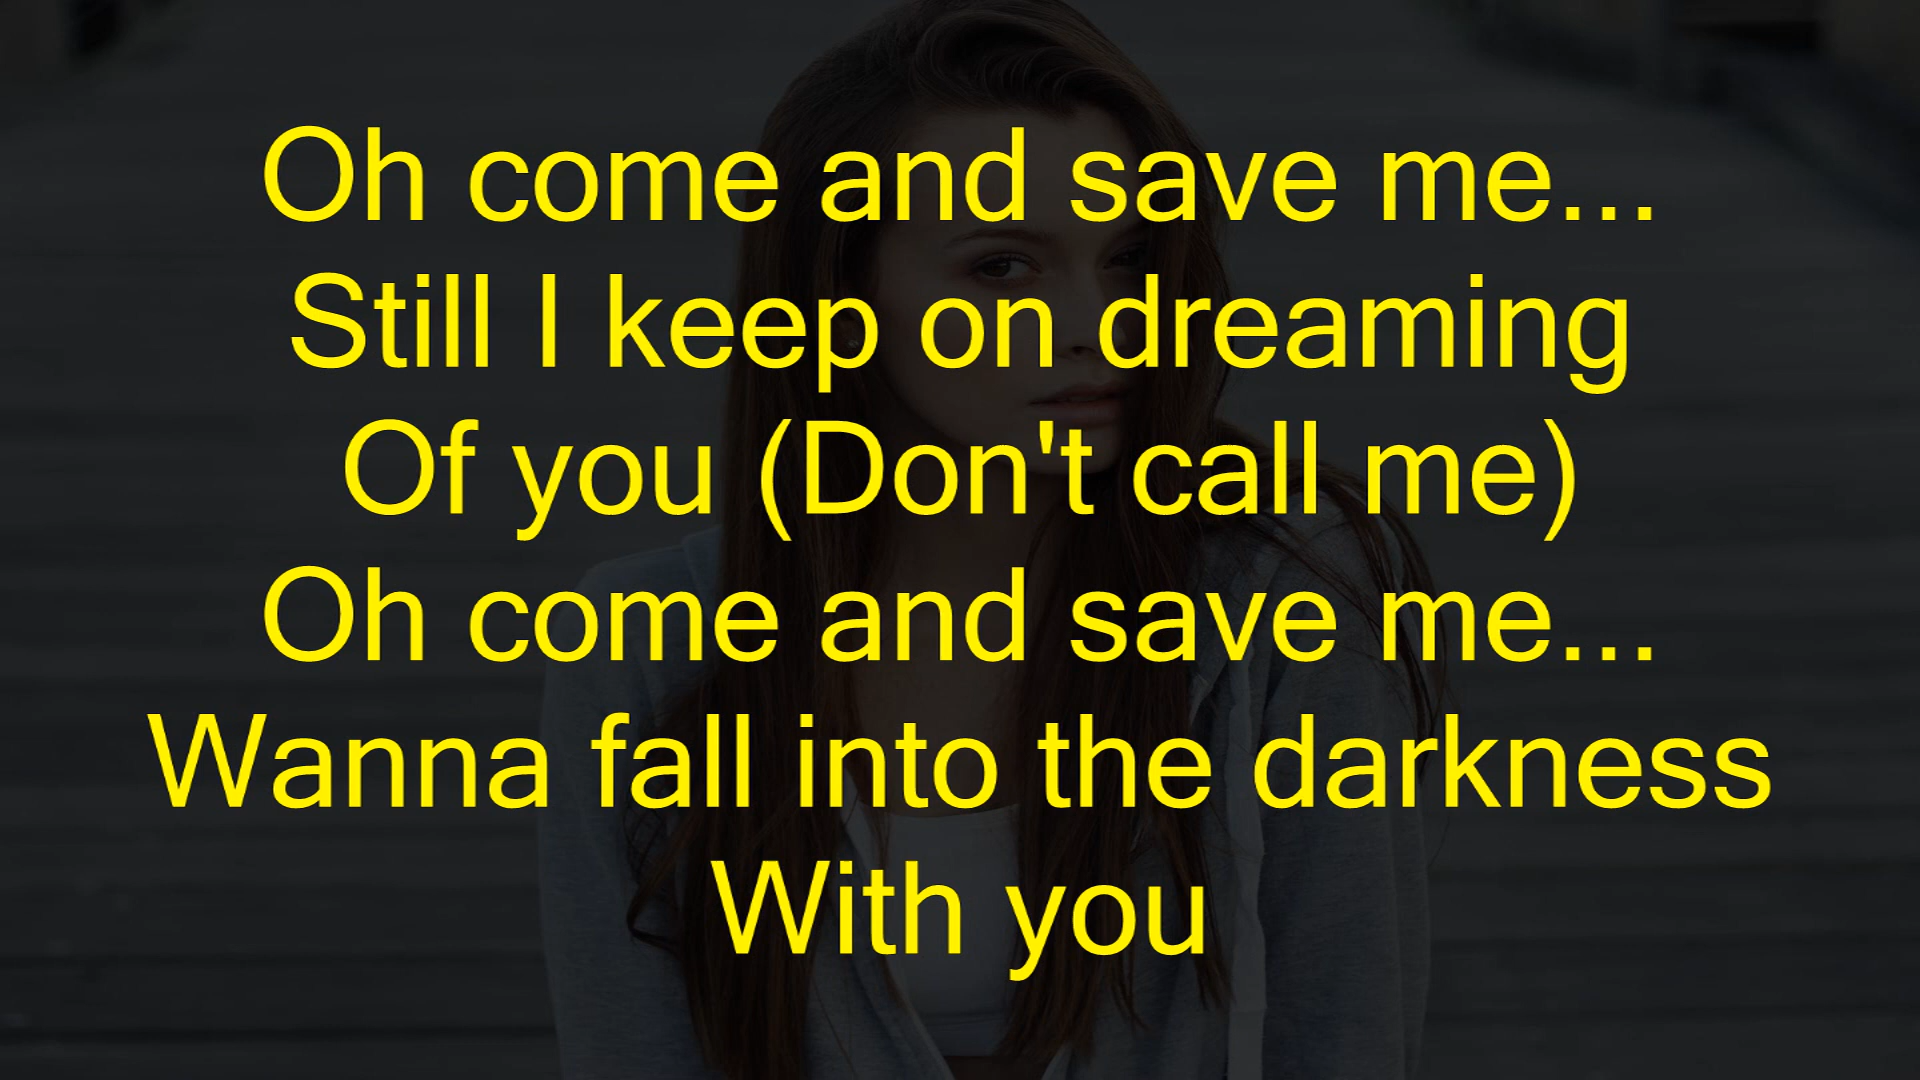 Oh come and save me...
Still I keep on dreaming
Of you (Don't call me)
Oh come and save me...
Wanna fall into the darkness
With you